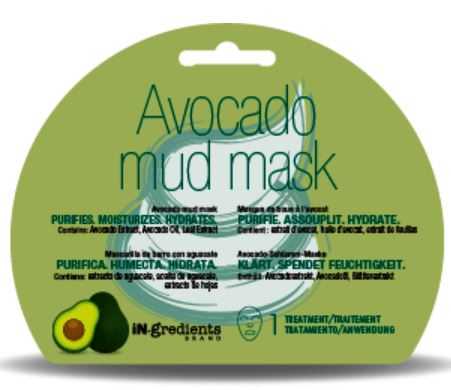 Avocado
mud mask
Avocado mud mask
PURIFIES. MOISTURIZES. HYDRATES.
Contains: Avocado Extract, Avocado Oil, Leaf Extract
Masque de boue à l'avocat
PURIFIE. ASSOUPLIT. HYDRATE.
Contient: extrait d'avocat, huile d'avocat, extrait de feuilles
Mascarilla de barro con aguacate
PURIFICA. HUMECTA. HIDRATA.
Contiene: extracto de aguacate, aceite de aguacate,
extracto de hojas
Avocado-Schlamm-Maske
KLÄRT. SPENDET FEUCHTIGKEIT.
Avocadoextrakt, Avocadoöl, Blätterextrakt
iN·gredients
BRAND
1 TREATMENT/TRAITEMENT
TRATAMIENTO/ANWENDUNG